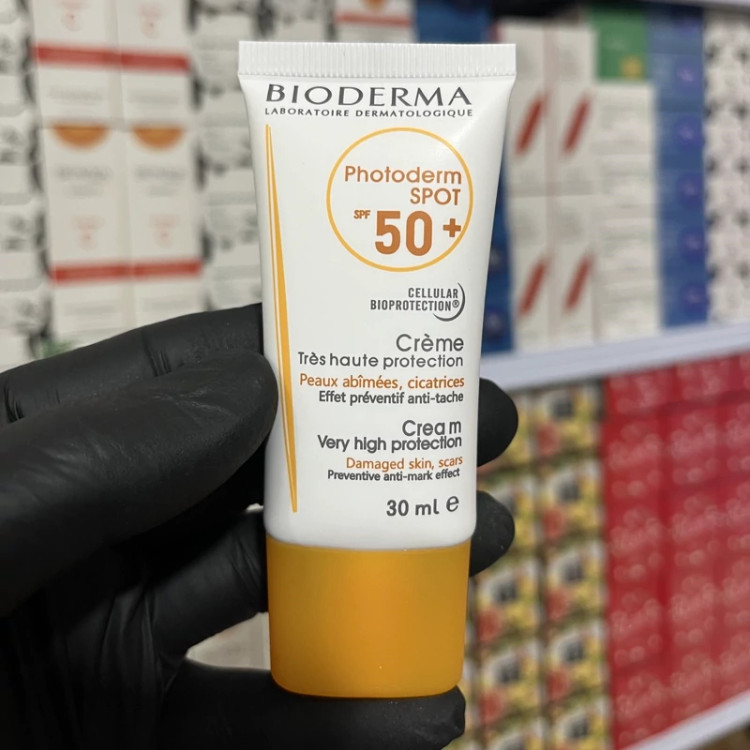 BIODERMA
LABORATOIRE DERMATOLOGIQUE
Photoderm
SPOT
SPF 50+
CELLULAR
BIOPROTECTION®
Crème
Très haute protection
Peaux abîmées, cicatrices
Effet préventif anti-tache
Cream
Very high protection
Damaged skin, scars
Preventive anti-mark effect
30 ml e